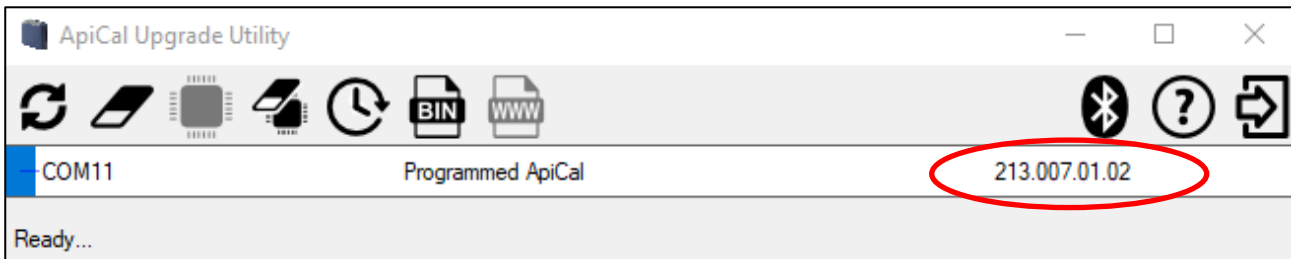 ApiCal Upgrade Utility
BIN WWW ?
COM11 Programmed ApiCal 213.007.01.02
Ready...